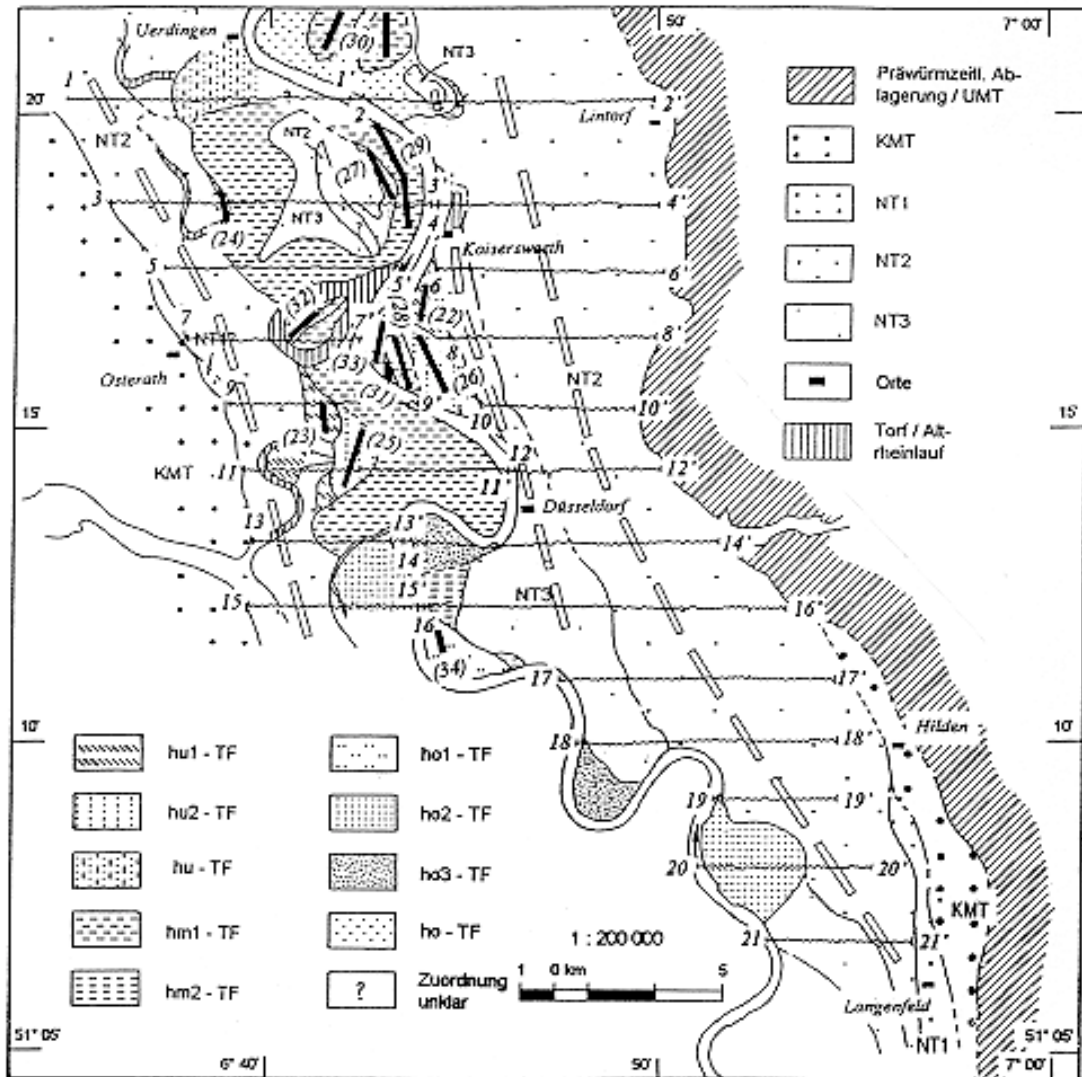 50'
7° 00'
Uerdingen
(30)
NT3
1
1'
2'
20'
Lintorf
NT2
2
NT2
(29)
(27)
3
3
4'
NT3
4
(24)
Kaiserswerth
5
5'
6
6'
(32)
(28)
(22)
7
7'
8
8'
(33)
Osterath
(31)
(26)
NT2
9
9'
10
10'
15'
15'
(23)
(25)
12
KMT
11
11'
12'
Düsseldorf
13
13'
14
14'
NT3
15
15'
16
16'
(34)
17
17'
10'
Hilden
10'
18
18'
19
19'
20
20'
KMT
21
21'
Langenfeld
NT1
51° 05'
51° 05'
6° 40'
50'
7° 00'
Präwürmzeitl. Ab-
lagerung / UMT
KMT
NT1
NT2
NT3
Orte
Torf / Alt-
rheinlauf
hu1 - TF
hu2 - TF
hu - TF
hm1 - TF
hm2 - TF
ho1 - TF
ho2 - TF
ho3 - TF
ho - TF
? Zuordnung
unklar
1 : 200 000
1 0 km 5